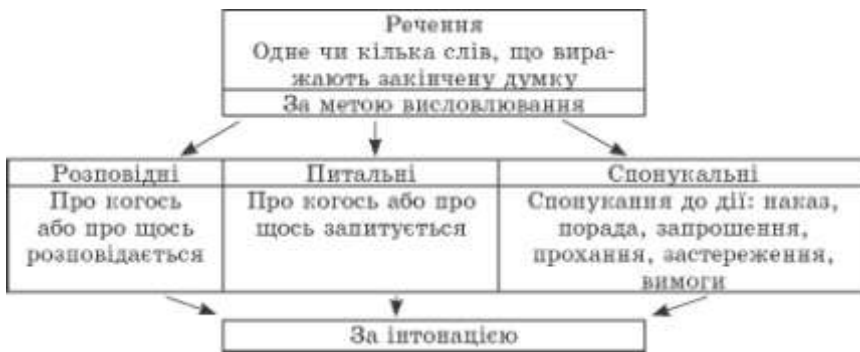 Речення
Одне чи кілька слів, що вира-
жають закінчену думку
За метою висловлювання
Розповідні
Питальні
Спонукальні
Про когось
або про щось
розповідається
Про когось або про
щось запитується
Спонукання до дії: наказ,
порада, запрошення,
прохання, застереження,
вимоги
За інтонацією